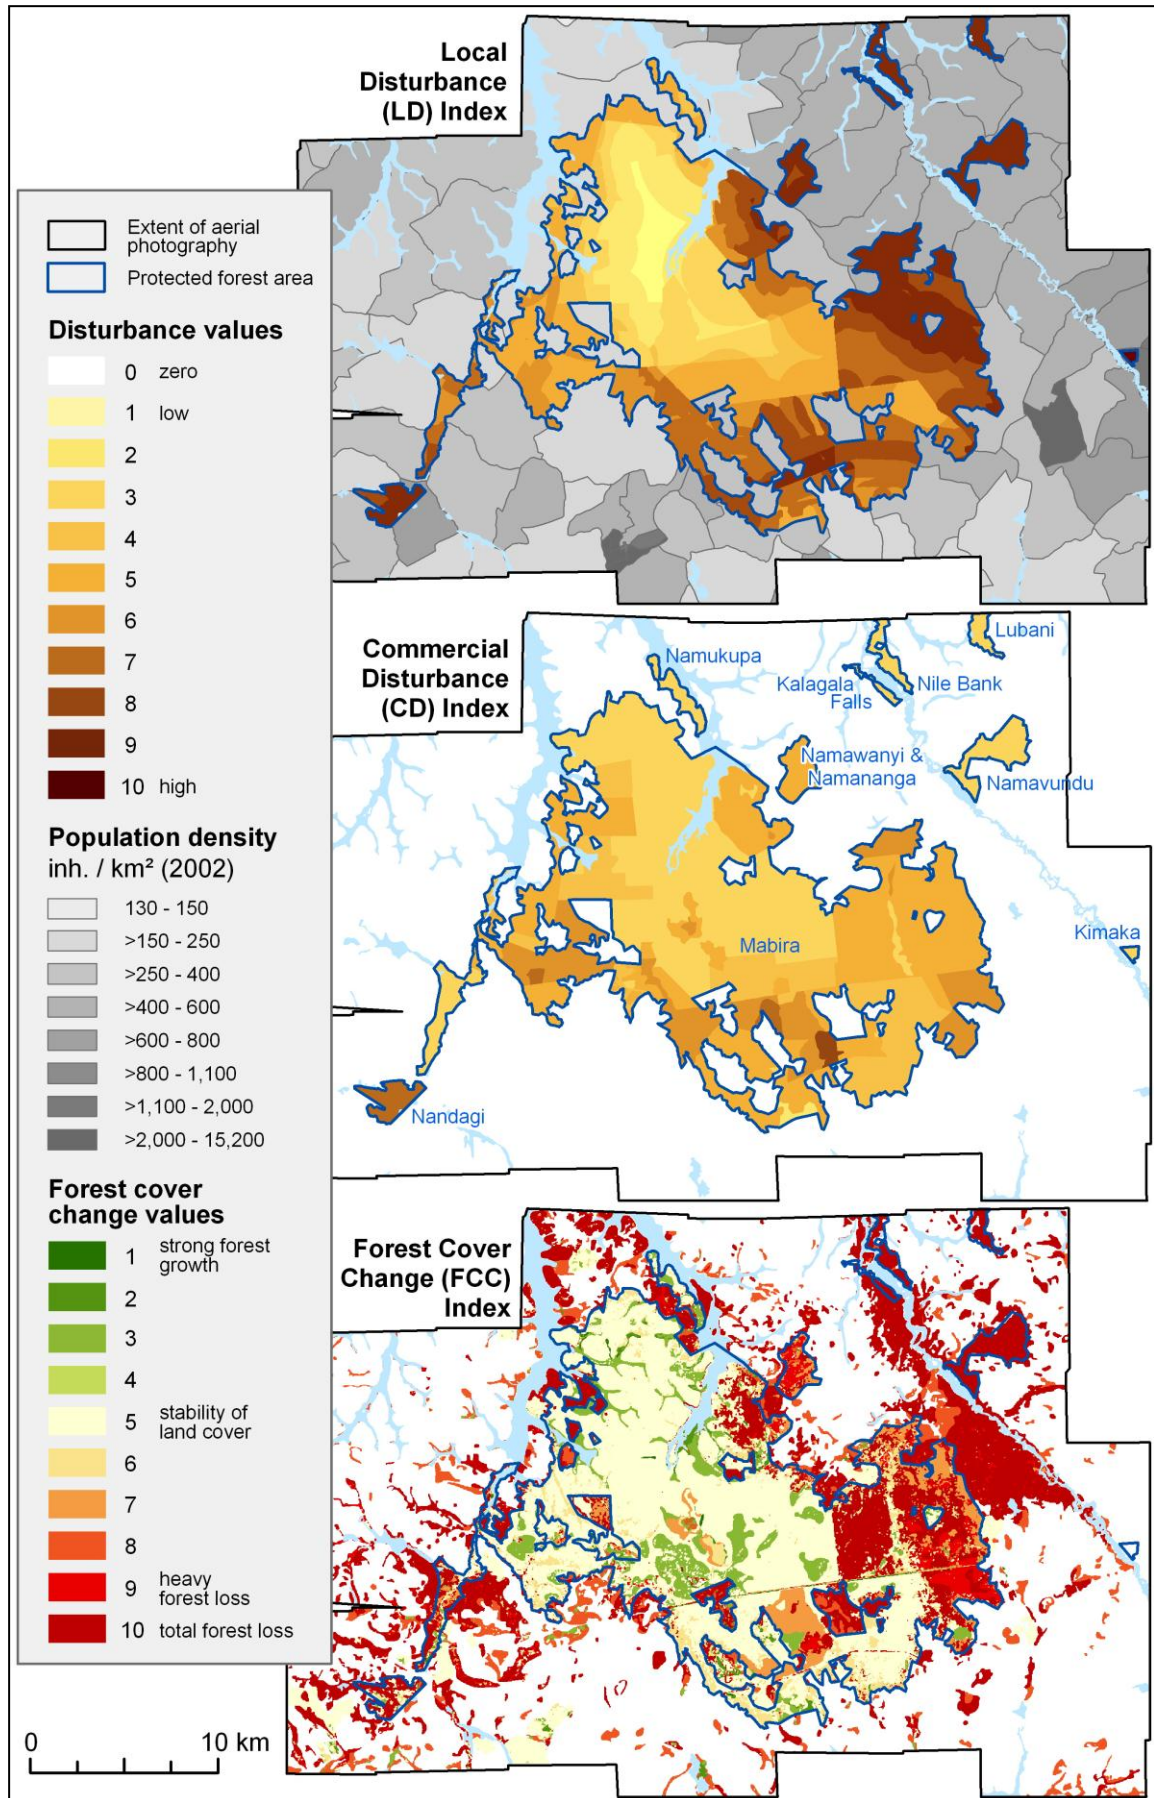 Local
Disturbance
(LD) Index
Extent of aerial
photography
Protected forest area
Disturbance values
0 zero
1 low
2
3
4
5
6
7
8
9
10 high
Population density
inh. / km² (2002)
130 - 150
>150 - 250
>250 - 400
>400 - 600
>600 - 800
>800 - 1,100
>1,100 - 2,000
>2,000 - 15,200
Forest cover
change values
1 strong forest
growth
2
3
4
5 stability of
land cover
6
7
8
9 heavy
forest loss
10 total forest loss
0 10 km
Commercial
Disturbance
(CD) Index
Namukupa
Lubani
Kalagala
Falls
Nile Bank
Namawanyi &
Namananga
Namavundu
Kimaka
Mabira
Nandagi
Forest Cover
Change (FCC)
Index